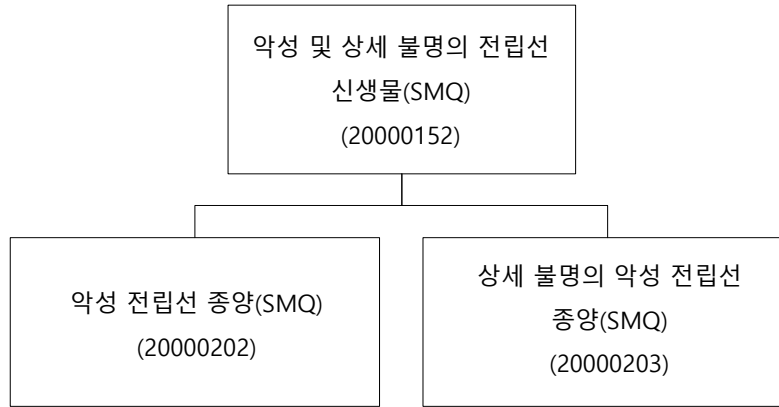 악성 및 상세 불명의 전립선
신생물(SMQ)
(20000152)
악성 전립선 종양(SMQ)
(20000202)
상세 불명의 악성 전립선
종양(SMQ)
(20000203)